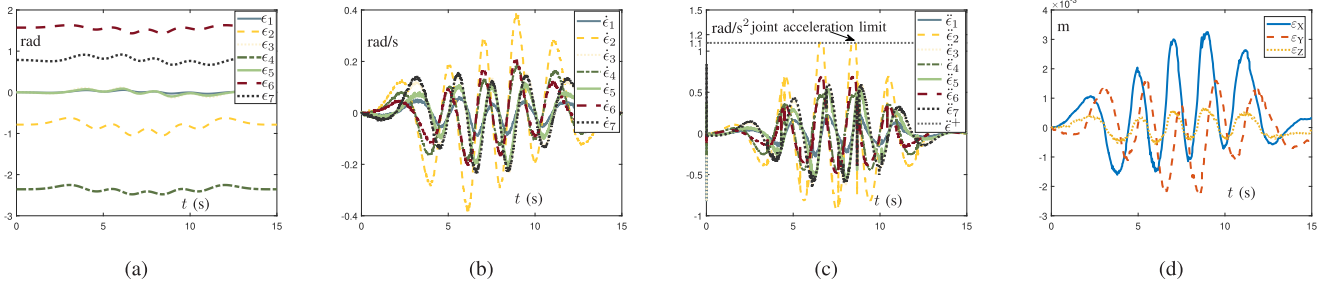 2
1
0
-1
-2
-3
0 5 10 15
rad
t (s)
ϵ₁
ϵ₂
ϵ₃
ϵ₄
ϵ₅
ϵ₆
ϵ₇
(a)
0.4
0.2
0
-0.2
-0.4
0 5 10 15
rad/s
t (s)
ϵ̇₁
ϵ̇₂
ϵ̇₃
ϵ̇₄
ϵ̇₅
ϵ̇₆
ϵ̇₇
(b)
1.5
1.1
1
0.5
0
-0.5
-1
0 5 10 15
rad/s² joint acceleration limit
t (s)
ϵ̈₁
ϵ̈₂
ϵ̈₃
ϵ̈₄
ϵ̈₅
ϵ̈₆
ϵ̈₇
(c)
4
3
2
1
0
-1
-2
-3
0 5 10 15
m
t (s)
ε_X
ε_Y
ε_Z
(d)